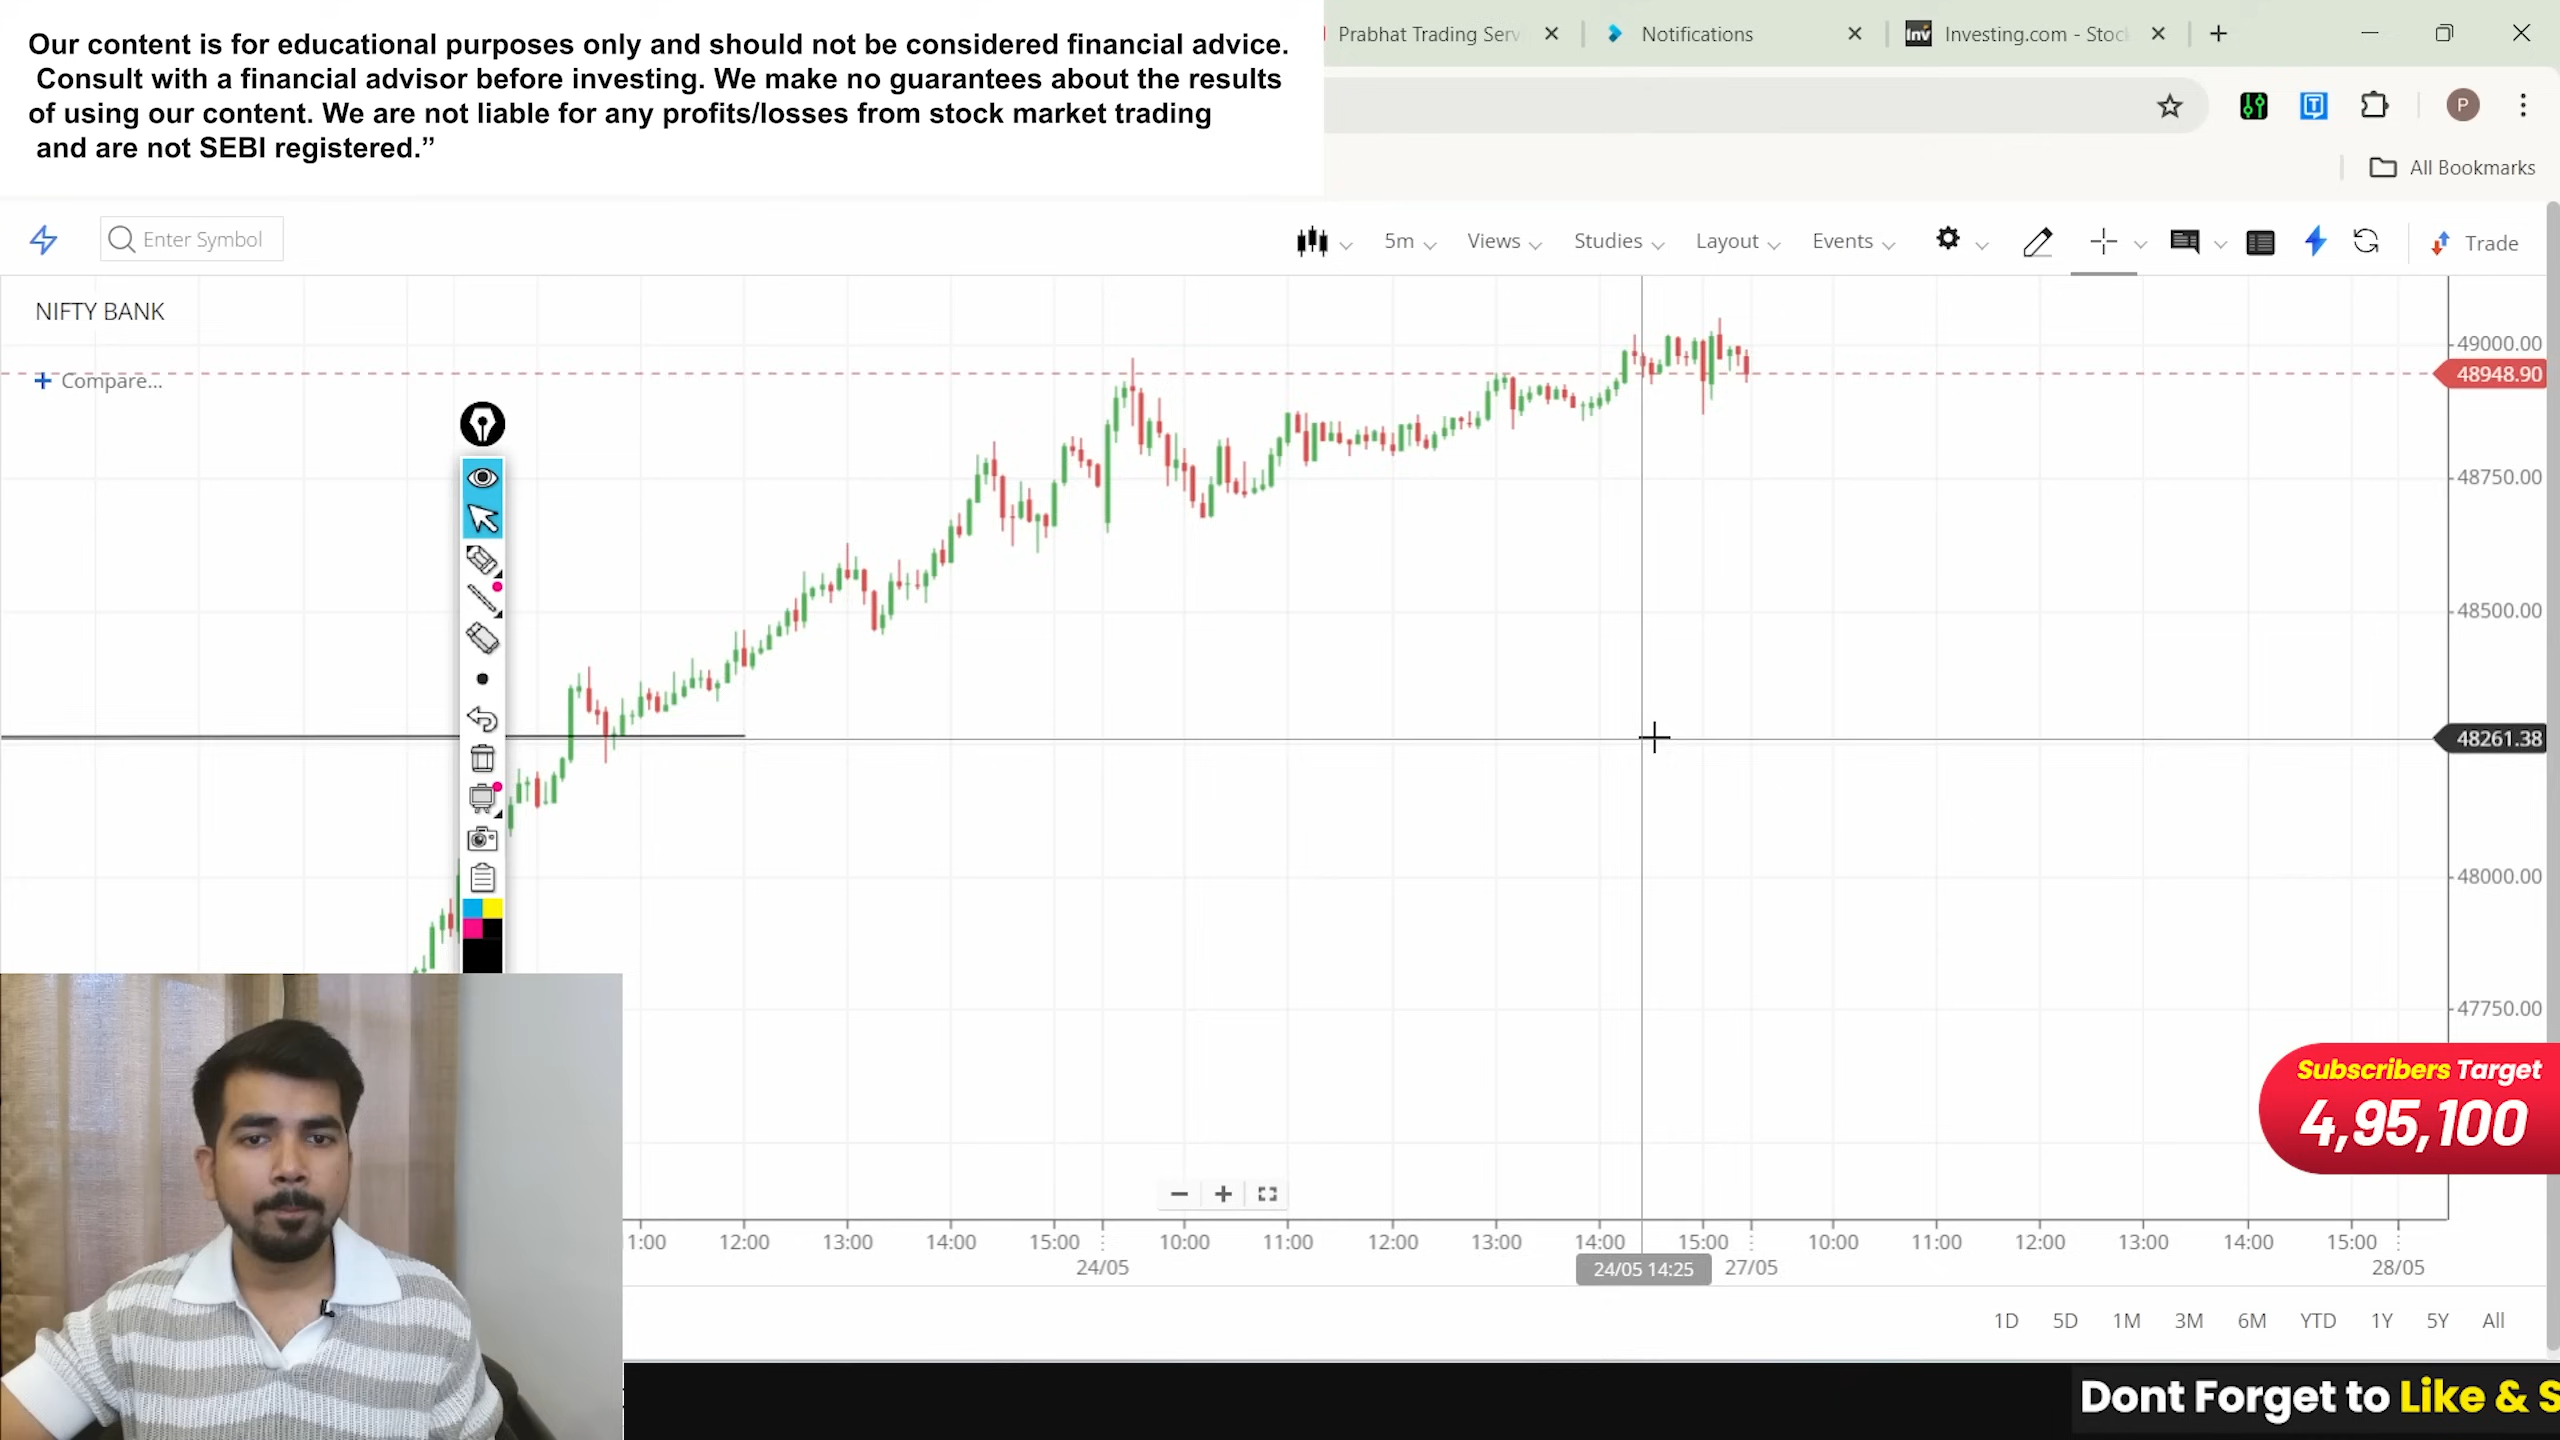 Our content is for educational purposes only and should not be considered financial advice.
Consult with a financial advisor before investing. We make no guarantees about the results
of using our content. We are not liable for any profits/losses from stock market trading
and are not SEBI registered.”
Prabhat Trading Serv
Notifications
Investing.com - Stoc
P
All Bookmarks
Enter Symbol
5m
Views
Studies
Layout
Events
Trade
NIFTY BANK
Compare...
49000.00
48948.90
48750.00
48500.00
48261.38
48000.00
47750.00
Subscribers Target
4,95,100
1:00
12:00
13:00
14:00
15:00
10:00
11:00
12:00
13:00
14:00
15:00
10:00
11:00
12:00
13:00
14:00
15:00
24/05
24/05 14:25
27/05
28/05
1D
5D
1M
3M
6M
YTD
1Y
5Y
All
Dont Forget to Like & S